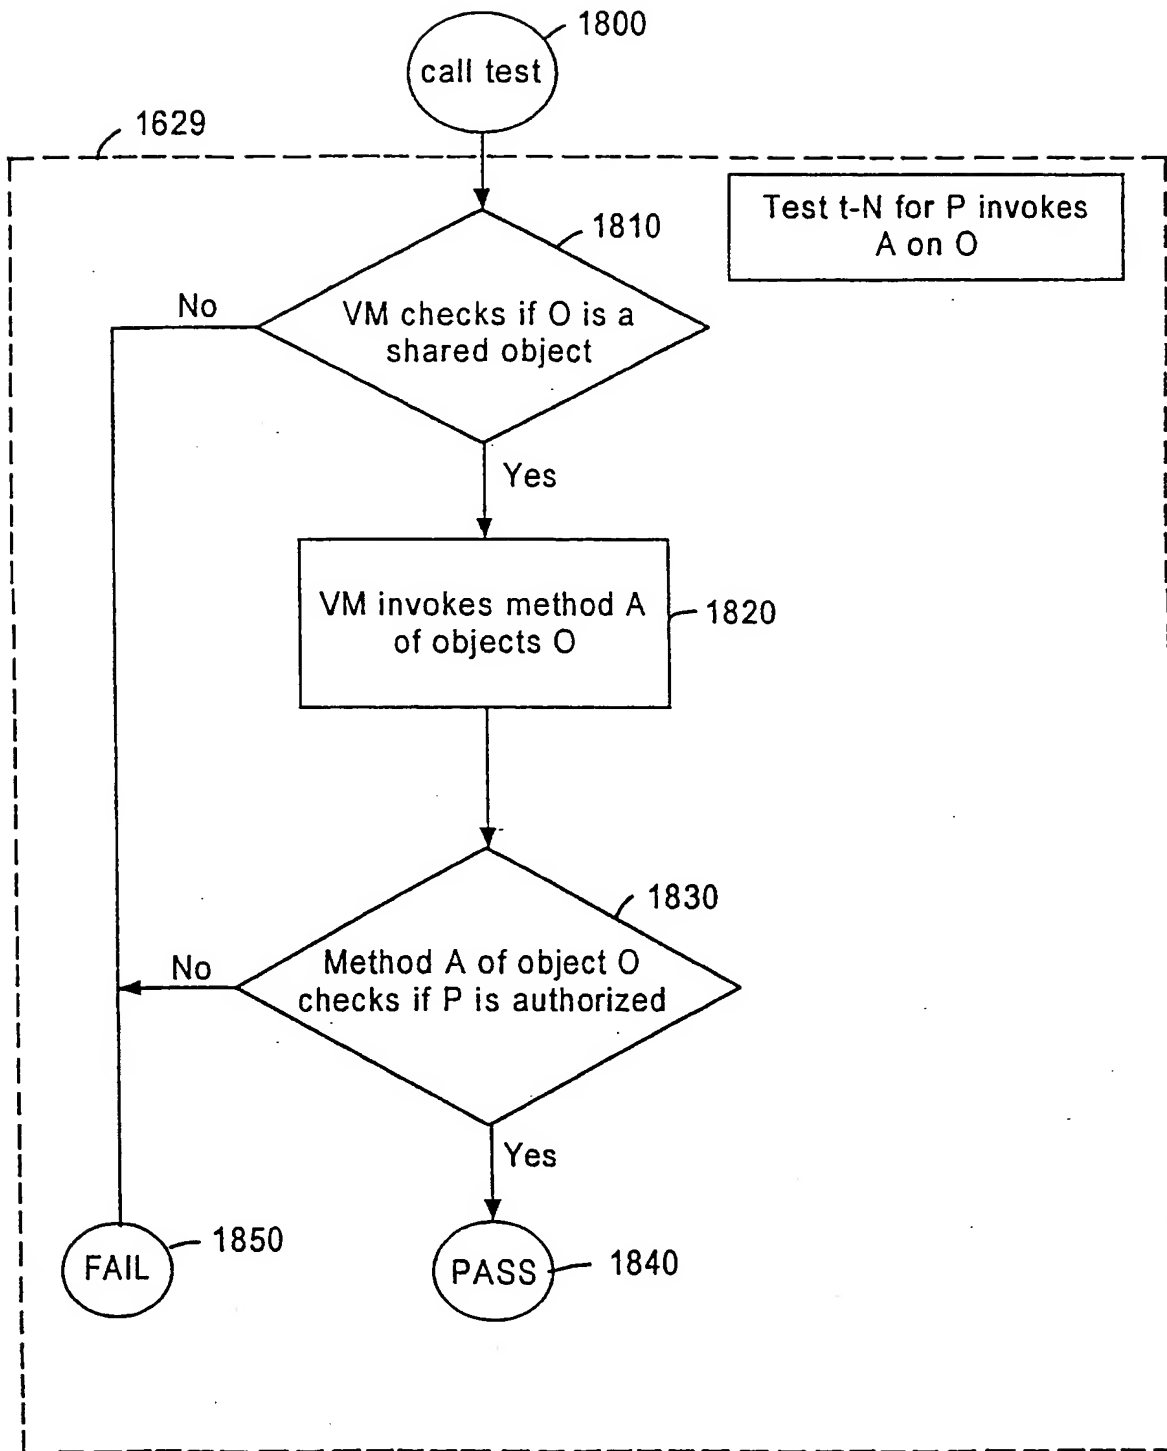 1800
call test
1629
Test t-N for P invokes
A on O
1810
No
VM checks if O is a
shared object
Yes
VM invokes method A
of objects O
1820
1830
No
Method A of object O
checks if P is authorized
Yes
FAIL
1850
PASS
1840